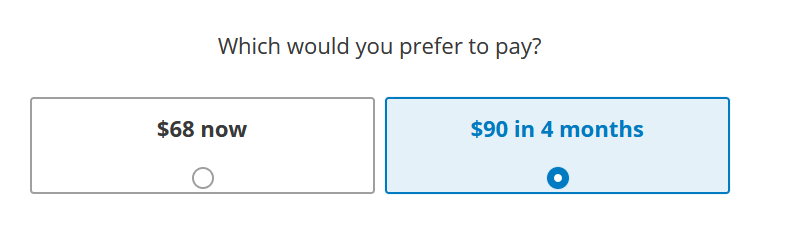 Which would you prefer to pay?
$68 now
$90 in 4 months